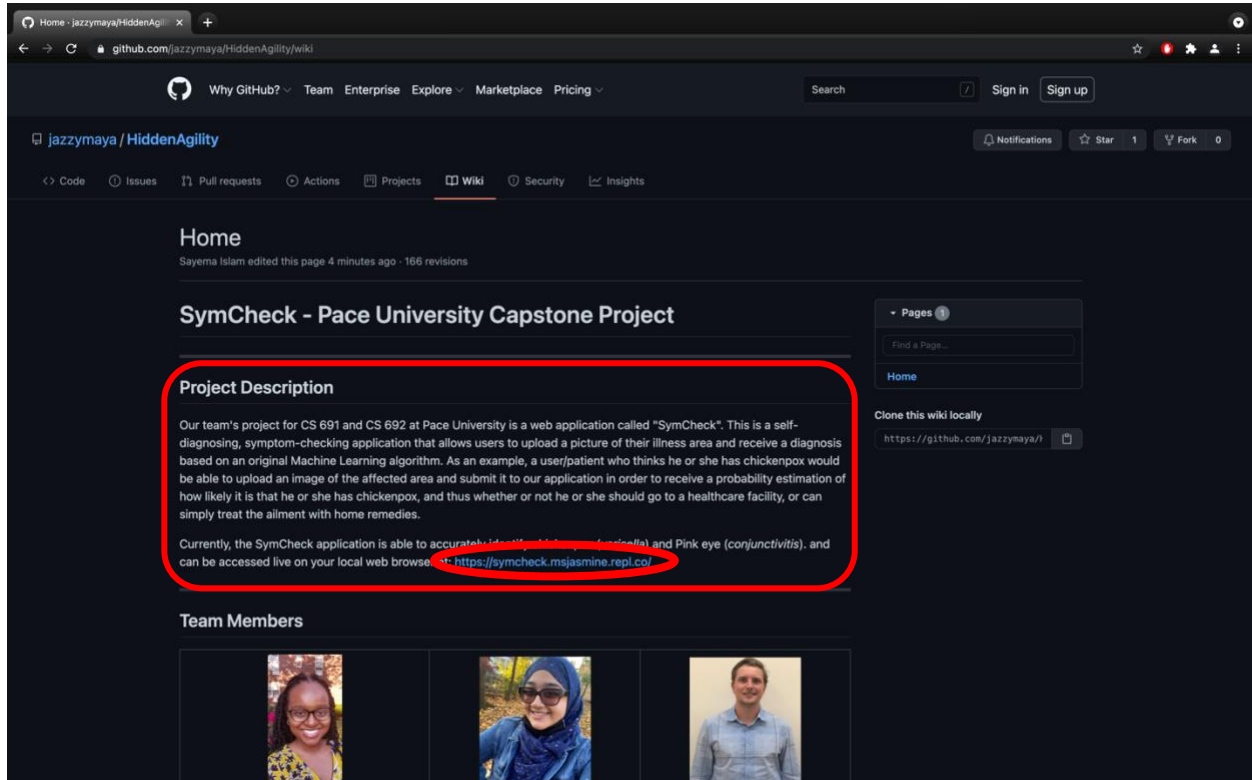 Home · jazzymaya/HiddenAgili
github.com/jazzymaya/HiddenAgility/wiki
Why GitHub? Team Enterprise Explore Marketplace Pricing Search / Sign in Sign up
jazzymaya / HiddenAgility Notifications Star 1 Fork 0
Code Issues Pull requests Actions Projects Wiki Security Insights
Home
Sayema Islam edited this page 4 minutes ago · 166 revisions
SymCheck - Pace University Capstone Project
Project Description
Our team's project for CS 691 and CS 692 at Pace University is a web application called "SymCheck". This is a self-
diagnosing, symptom-checking application that allows users to upload a picture of their illness area and receive a diagnosis
based on an original Machine Learning algorithm. As an example, a user/patient who thinks he or she has chickenpox would
be able to upload an image of the affected area and submit it to our application in order to receive a probability estimation of
how likely it is that he or she has chickenpox, and thus whether or not he or she should go to a healthcare facility, or can
simply treat the ailment with home remedies.
Currently, the SymCheck application is able to accurately and Pink eye (conjunctivitis). and
can be accessed live on your local web browser at: https://symcheck.msjasmine.repl.co/
Team Members
Pages 1
Find a Page...
Home
Clone this wiki locally
https://github.com/jazzymaya/